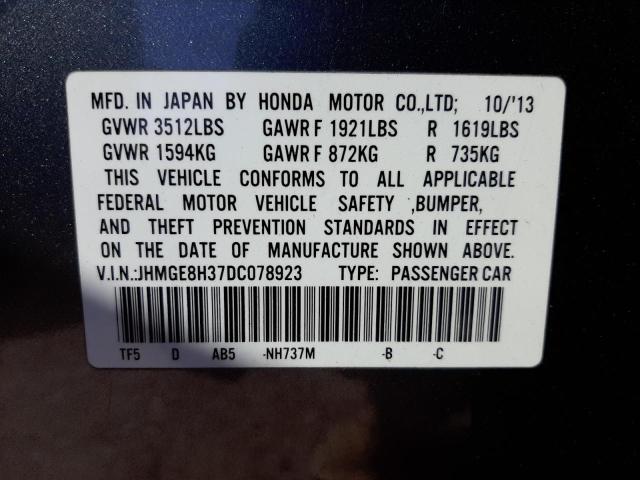 MFD. IN JAPAN BY HONDA MOTOR CO.,LTD; 10/'13
GVWR 3512LBS GAWR F 1921LBS R 1619LBS
GVWR 1594KG GAWR F 872KG R 735KG
THIS VEHICLE CONFORMS TO ALL APPLICABLE
FEDERAL MOTOR VEHICLE SAFETY ,BUMPER,
AND THEFT PREVENTION STANDARDS IN EFFECT
ON THE DATE OF MANUFACTURE SHOWN ABOVE.
V.I.N.:JHMGE8H37DC078923 TYPE: PASSENGER CAR
TF5 D AB5 -NH737M -B -C